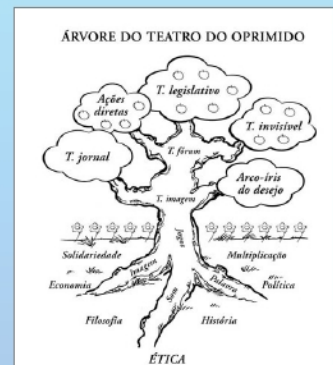 ÁRVORE DO TEATRO DO OPRIMIDO
T. legislativo
Ações
diretas
T. invisível
T. fórum
T. jornal
Arco-íris
do desejo
T. imagem
Jogos
Solidariedade
Multiplicação
Imagem
Som
Palavra
Economia
Política
Filosofia
História
ÉTICA